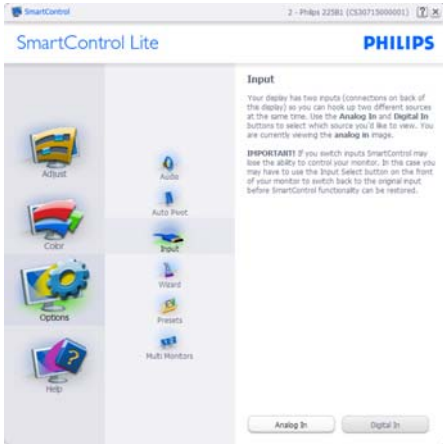 SmartControl
2 - Philips 225B1 (CS30715000001)
SmartControl Lite
PHILIPS
Adjust
Color
Options
Help
Audio
Auto Pivot
Input
Wizard
Presets
Multi Monitors
Input
Your display has two inputs (connections on back of
the display) so you can hook up two different sources
at the same time. Use the Analog In and Digital In
buttons to select which source you'd like to view. You
are currently viewing the analog in image.
IMPORTANT! If you switch inputs SmartControl may
lose the ability to control your monitor. In this case you
may have to use the Input Select button on the front
of your monitor to switch back to the original input
before SmartControl functionality can be restored.
Analog In
Digital In